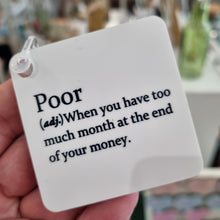 Poor
(adj.)When you have too
much month at the end
of your money.